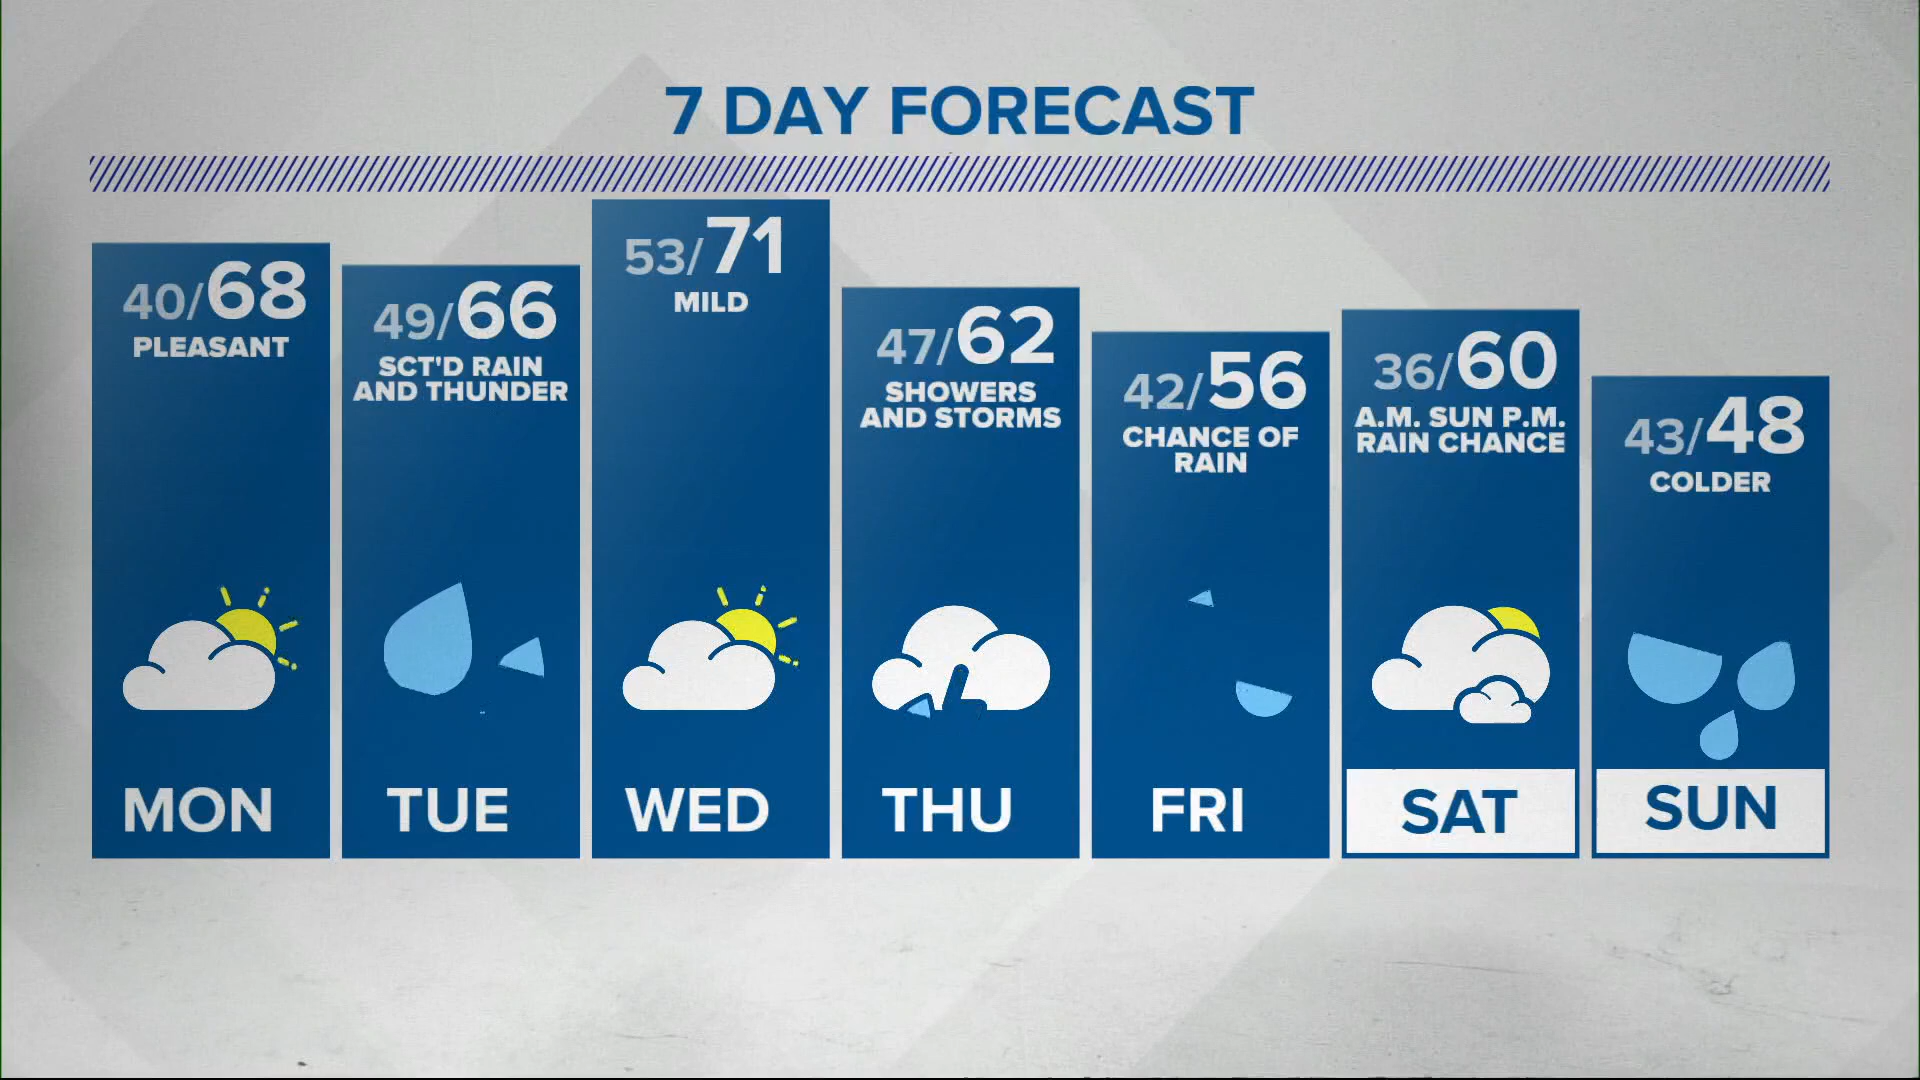 7 DAY FORECAST
40/68
PLEASANT
MON
49/66
SCT'D RAIN
AND THUNDER
TUE
53/71
MILD
WED
47/62
SHOWERS
AND STORMS
THU
42/56
CHANCE OF
RAIN
FRI
36/60
A.M. SUN P.M.
RAIN CHANCE
SAT
43/48
COLDER
SUN